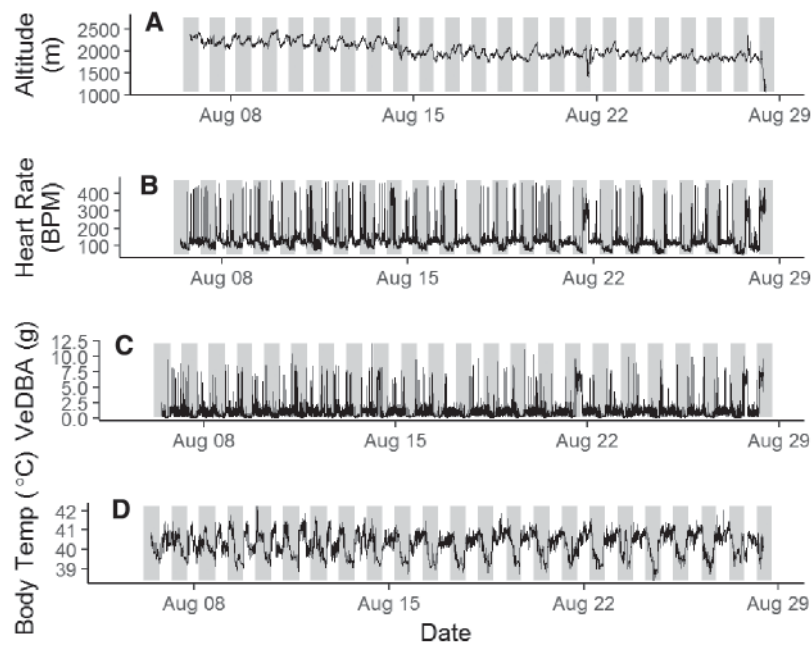 A
Altitude
(m)
2500
2000
1500
1000
Aug 08
Aug 15
Aug 22
Aug 29
B
Heart Rate
(BPM)
400
300
200
100
Aug 08
Aug 15
Aug 22
Aug 29
C
VeDBA (g)
12.5
10.0
7.5
5.0
2.5
0.0
Aug 08
Aug 15
Aug 22
Aug 29
D
Body Temp (°C)
42
41
40
39
Aug 08
Aug 15
Aug 22
Aug 29
Date